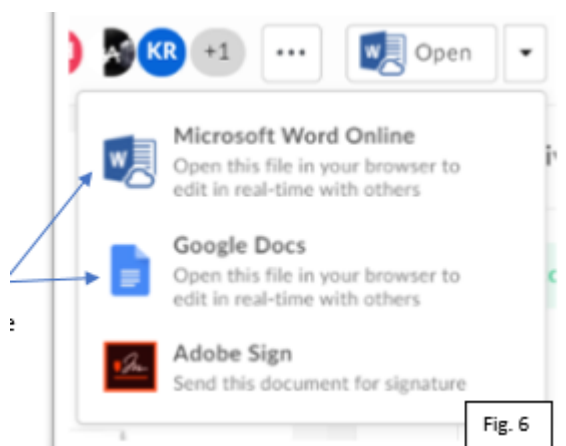 KR +1 ... Open
Microsoft Word Online
Open this file in your browser to
edit in real-time with others
Google Docs
Open this file in your browser to
edit in real-time with others
Adobe Sign
Send this document for signature
Fig. 6